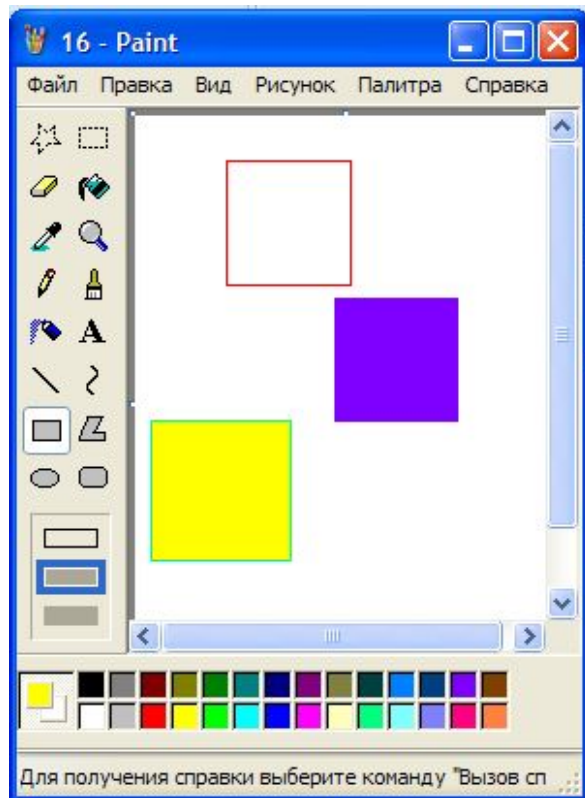 16 - Paint
Файл Правка Вид Рисунок Палитра Справка
A
Для получения справки выберите команду "Вызов сп